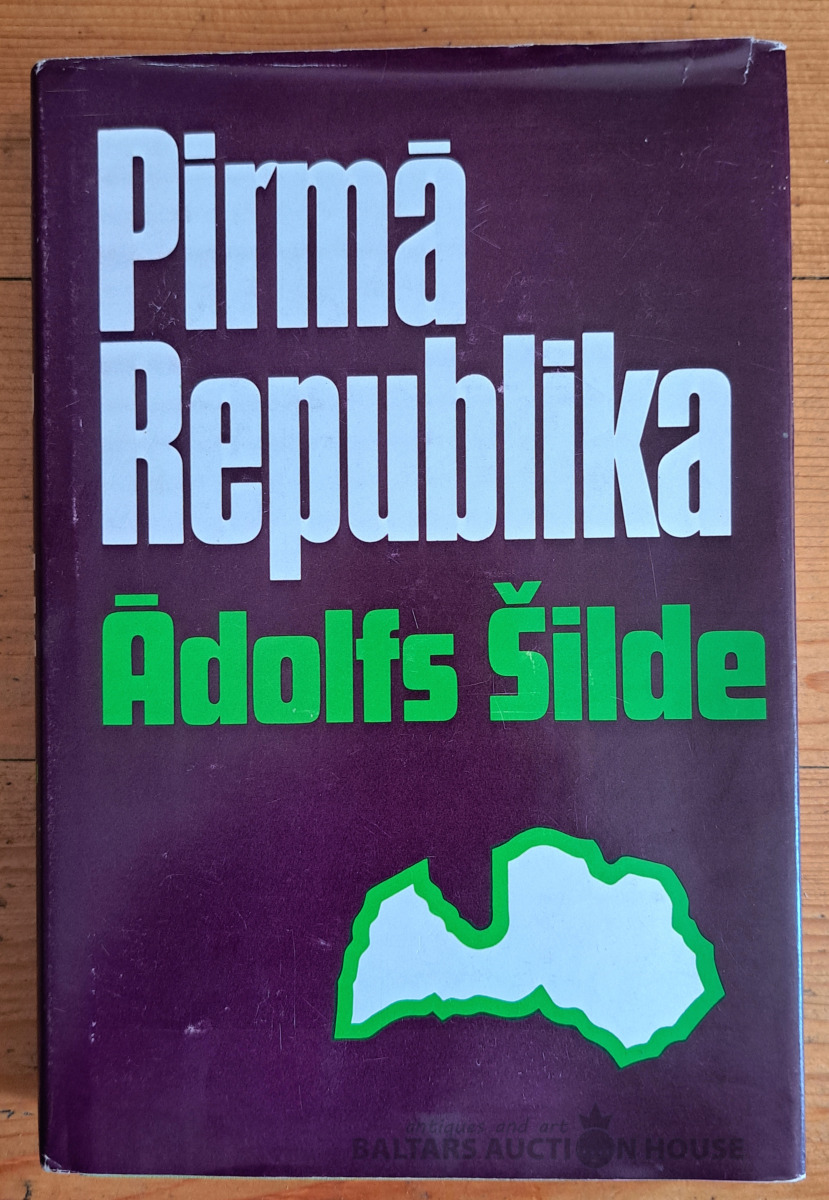 Pirmā
Republika
Ādolfs Šilde
antiques and art
BALTARS AUCTION HOUSE